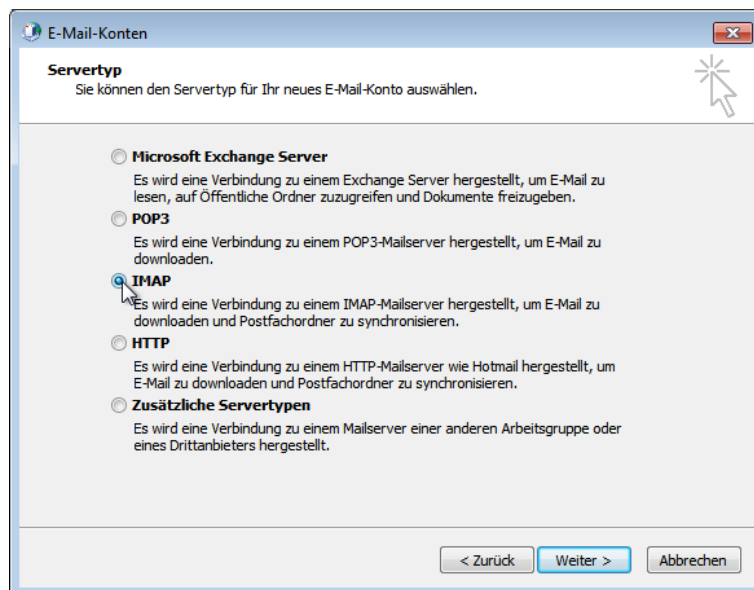 E-Mail-Konten
Servertyp
Sie können den Servertyp für Ihr neues E-Mail-Konto auswählen.
Microsoft Exchange Server
Es wird eine Verbindung zu einem Exchange Server hergestellt, um E-Mail zu
lesen, auf Öffentliche Ordner zuzugreifen und Dokumente freizugeben.
POP3
Es wird eine Verbindung zu einem POP3-Mailserver hergestellt, um E-Mail zu
downloaden.
IMAP
Es wird eine Verbindung zu einem IMAP-Mailserver hergestellt, um E-Mail zu
downloaden und Postfachordner zu synchronisieren.
HTTP
Es wird eine Verbindung zu einem HTTP-Mailserver wie Hotmail hergestellt, um
E-Mail zu downloaden und Postfachordner zu synchronisieren.
Zusätzliche Servertypen
Es wird eine Verbindung zu einem Mailserver einer anderen Arbeitsgruppe oder
eines Drittanbieters hergestellt.
< Zurück Weiter > Abbrechen